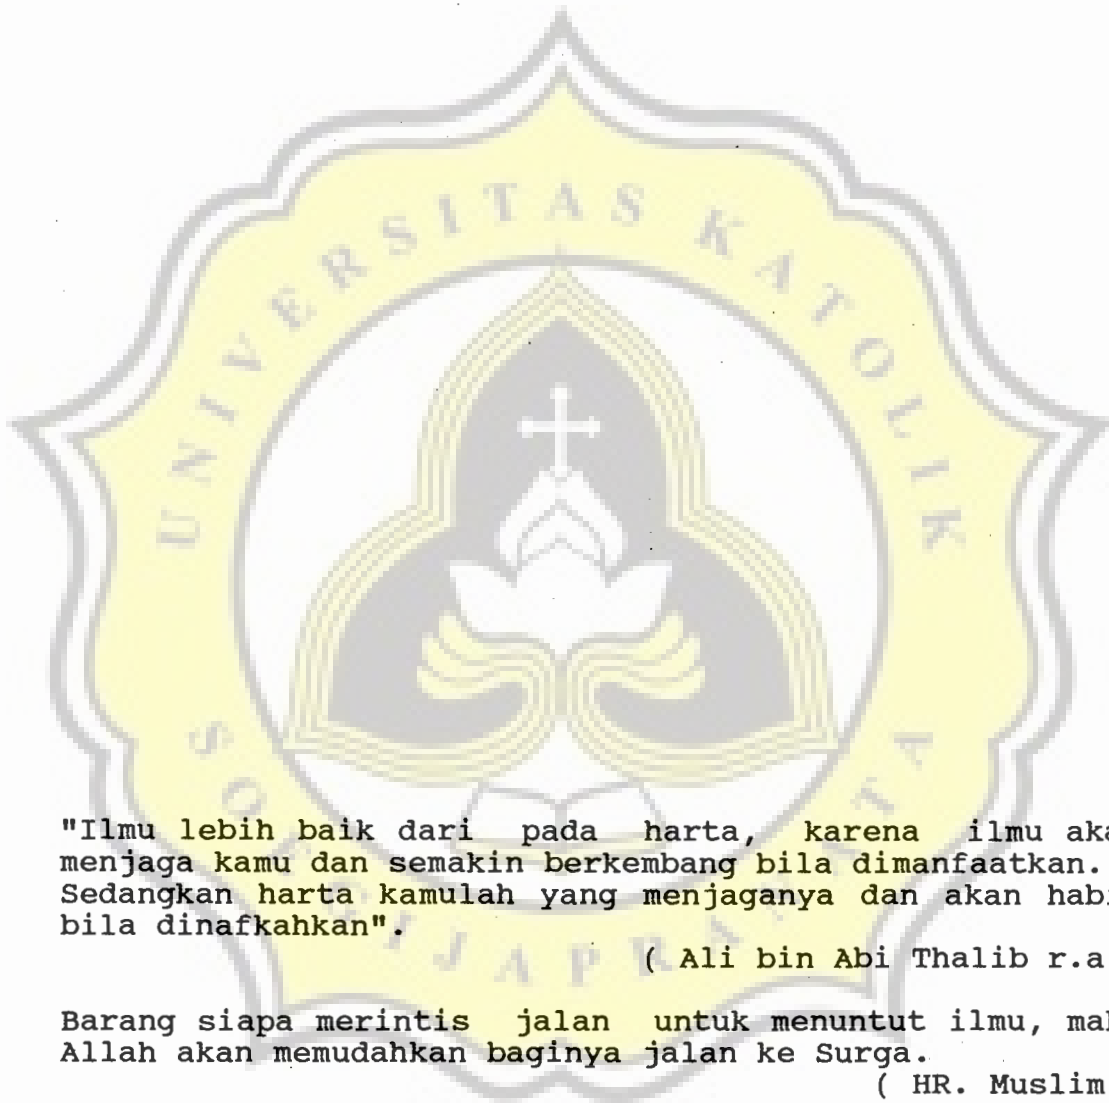 UNIVERSITAS KATOLIK
SOEGIJAPRANATA
"Ilmu lebih baik dari pada harta, karena ilmu aka
menjaga kamu dan semakin berkembang bila dimanfaatkan.
Sedangkan harta kamulah yang menjaganya dan akan habi
bila dinafkahkan".
( Ali bin Abi Thalib r.a
Barang siapa merintis jalan untuk menuntut ilmu, mak
Allah akan memudahkan baginya jalan ke Surga.
( HR. Muslim